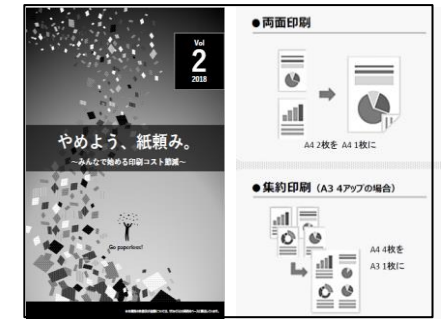 Vol
2
2018
やめよう、紙頼み。
～みんなで始める印刷コスト節減～
Go paperless!
●両面印刷
A4 2枚を A4 1枚に
●集約印刷（A3 4アップの場合）
A4 4枚を
A3 1枚に